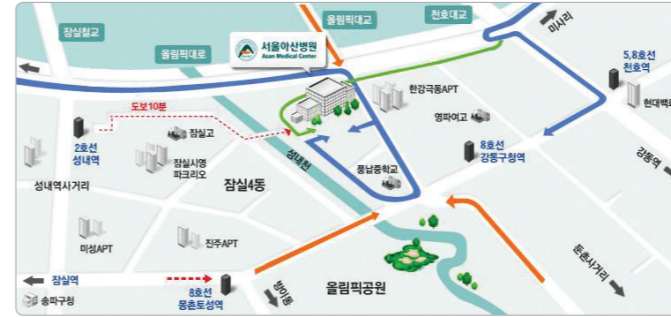 잠실철교
올림픽대로
올림픽대교
천호대교
미사리
서울아산병원
Asan Medical Center
5,8호선
천호역
현대백화
한강극동APT
영파여고
도보10분
2호선
성내역
잠실고
잠실시영
파크리오
8호선
강동구청역
강동역
성내천
풍납중학교
성내역사거리
잠실4동
미성APT
진주APT
둔촌사거리
잠실역
송파구청
8호선
몽촌토성역
방이동
올림픽공원